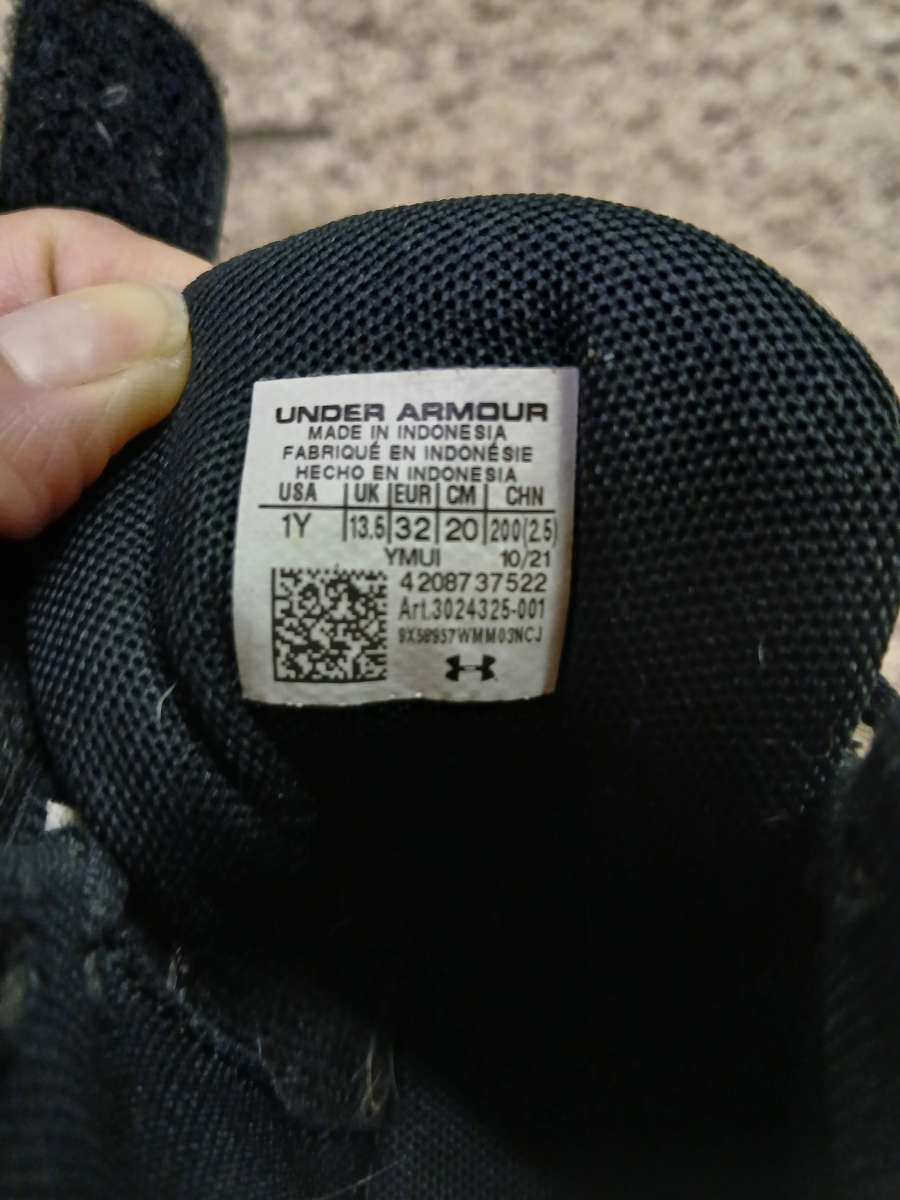 UNDER ARMOUR
MADE IN INDONESIA
FABRIQUÉ EN INDONÉSIE
HECHO EN INDONESIA
USA UK EUR CM CHN
1Y 13.5 32 20 200(2.5)
YMUI 10/21
4208737522
Art.3024325-001
9X58957WMM03NCJ